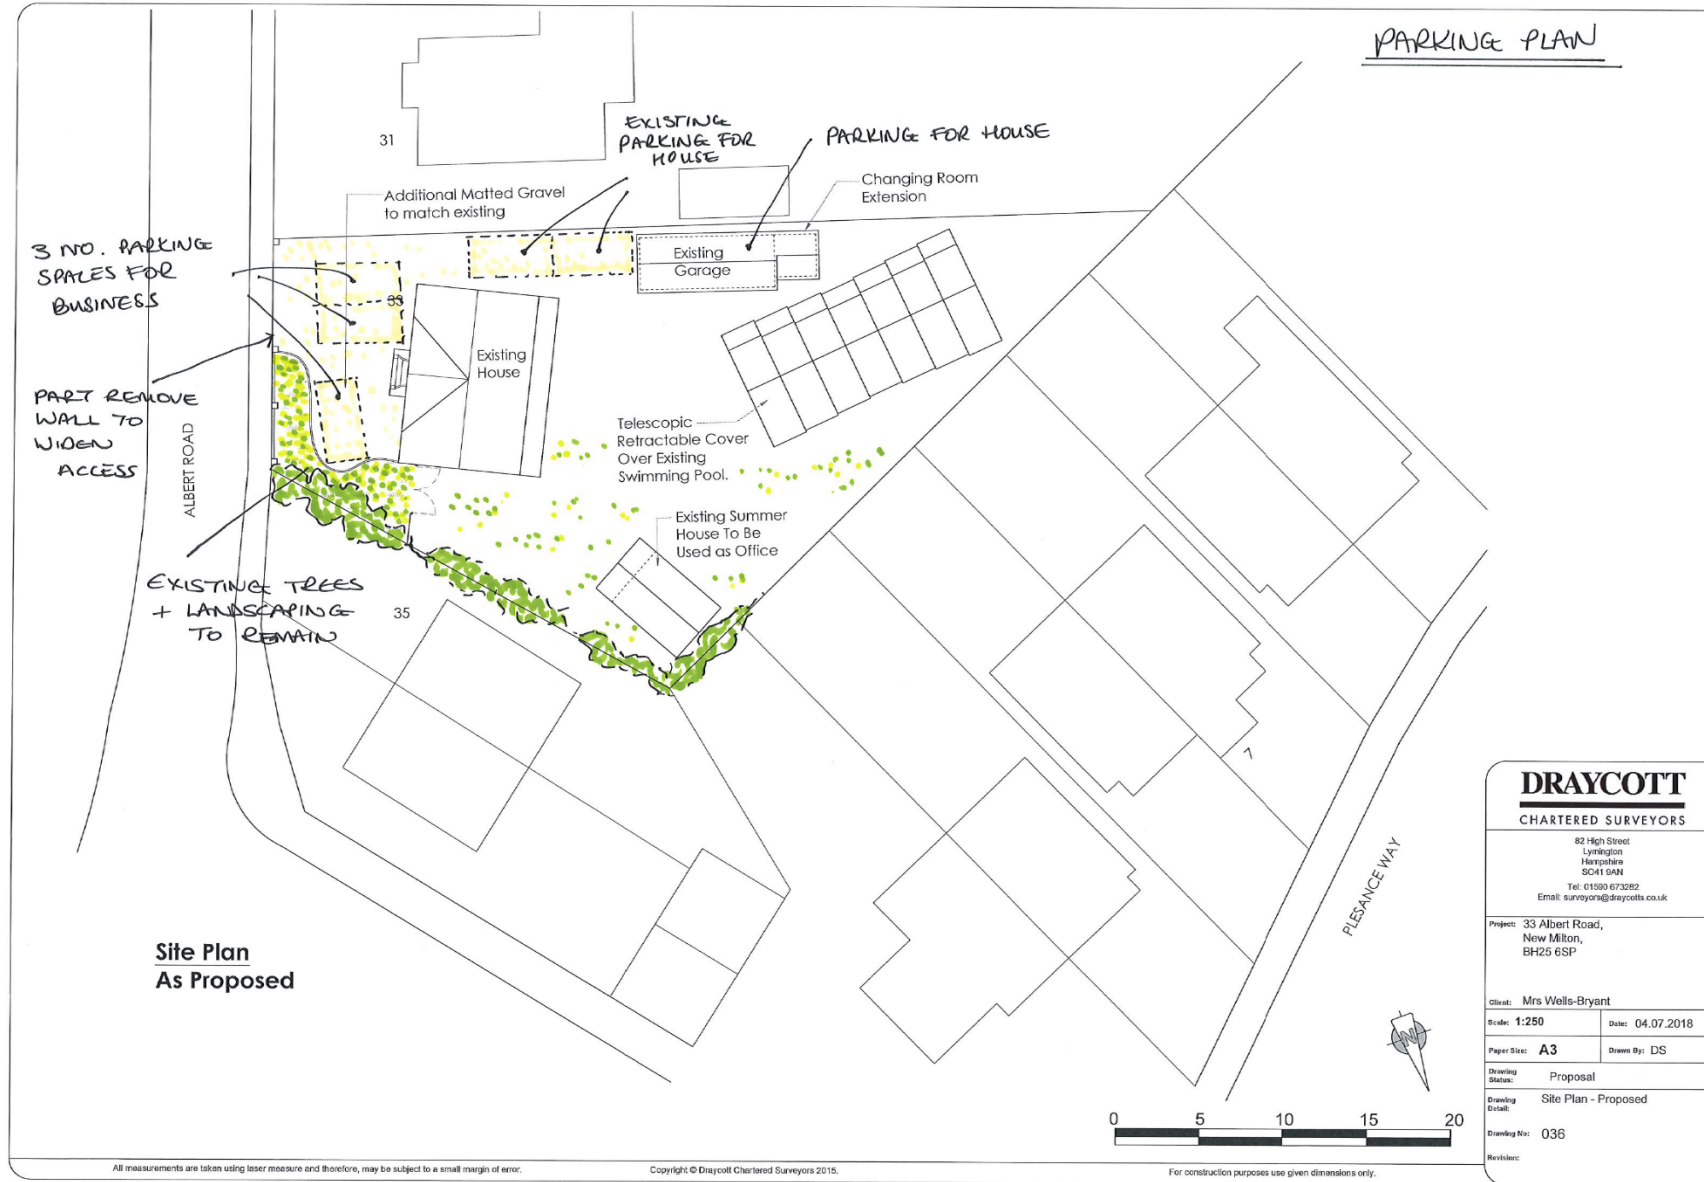 PARKING PLAN
31
EXISTING
PARKING FOR
HOUSE
PARKING FOR HOUSE
Additional Matted Gravel
to match existing
Changing Room
Extension
3 NO. PARKING
SPACES FOR
BUSINESS
Existing
Garage
33
Existing
House
PART REMOVE
WALL TO
WIDEN
ACCESS
ALBERT ROAD
Telescopic
Retractable Cover
Over Existing
Swimming Pool.
Existing Summer
House To Be
Used as Office
EXISTING TREES
+ LANDSCAPING
TO REMAIN
35
7
PLESANCE WAY
Site Plan
As Proposed
N
0 5 10 15 20
DRAYCOTT
CHARTERED SURVEYORS
82 High Street
Lymington
Hampshire
SO41 9AN
Tel: 01590 673282
Email: surveyors@draycotts.co.uk
Project: 33 Albert Road,
New Milton,
BH25 6SP
Client: Mrs Wells-Bryant
Scale: 1:250 Date: 04.07.2018
Paper Size: A3 Drawn By: DS
Drawing
Status: Proposal
Drawing
Detail: Site Plan - Proposed
Drawing No: 036
Revision:
All measurements are taken using laser measure and therefore, may be subject to a small margin of error.
Copyright © Draycott Chartered Surveyors 2015.
For construction purposes use given dimensions only.